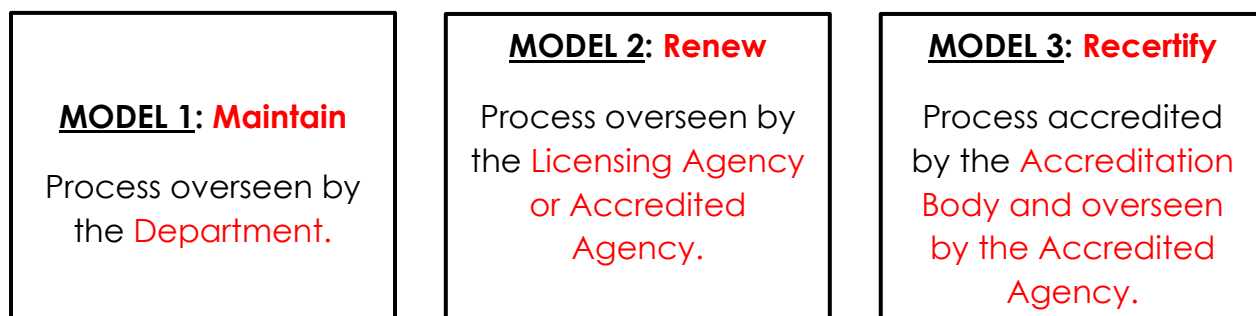 MODEL 1: Maintain
Process overseen by
the Department.
MODEL 2: Renew
Process overseen by
the Licensing Agency
or Accredited
Agency.
MODEL 3: Recertify
Process accredited
by the Accreditation
Body and overseen
by the Accredited
Agency.